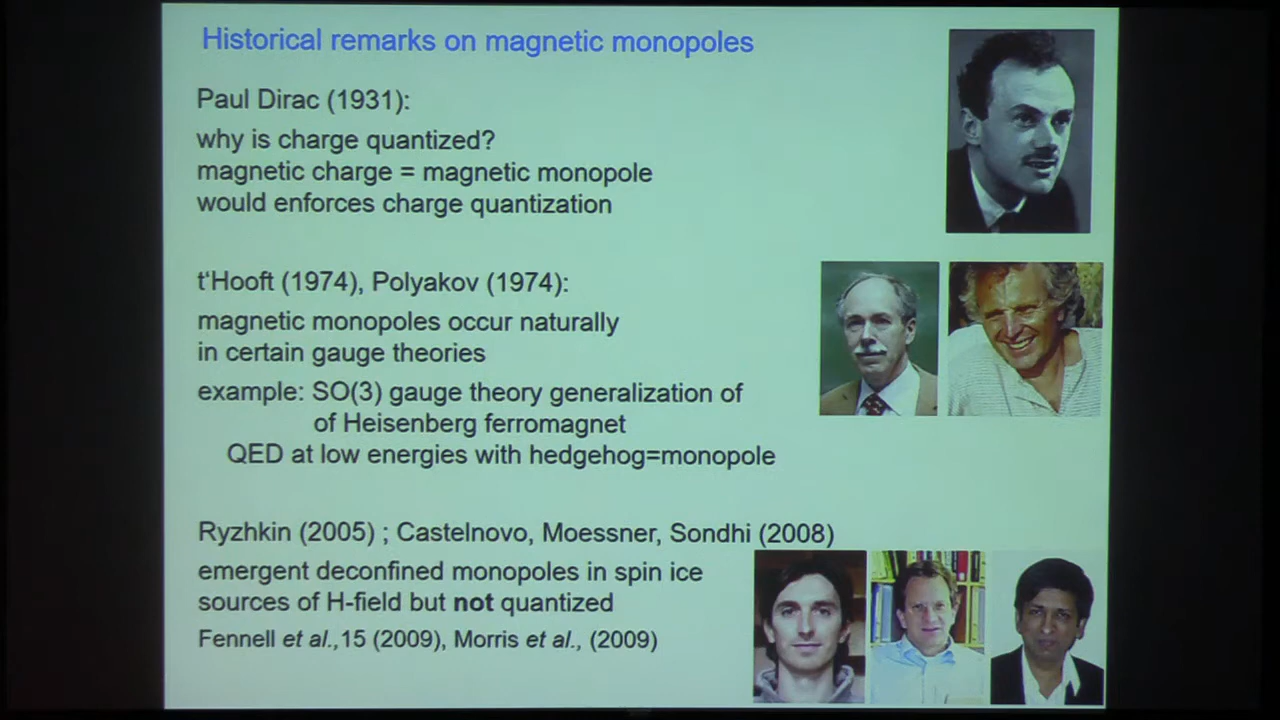 Historical remarks on magnetic monopoles
Paul Dirac (1931):
why is charge quantized?
magnetic charge = magnetic monopole
would enforces charge quantization
t‘Hooft (1974), Polyakov (1974):
magnetic monopoles occur naturally
in certain gauge theories
example: SO(3) gauge theory generalization of
of Heisenberg ferromagnet
QED at low energies with hedgehog=monopole
Ryzhkin (2005) ; Castelnovo, Moessner, Sondhi (2008)
emergent deconfined monopoles in spin ice
sources of H-field but not quantized
Fennell et al.,15 (2009), Morris et al., (2009)